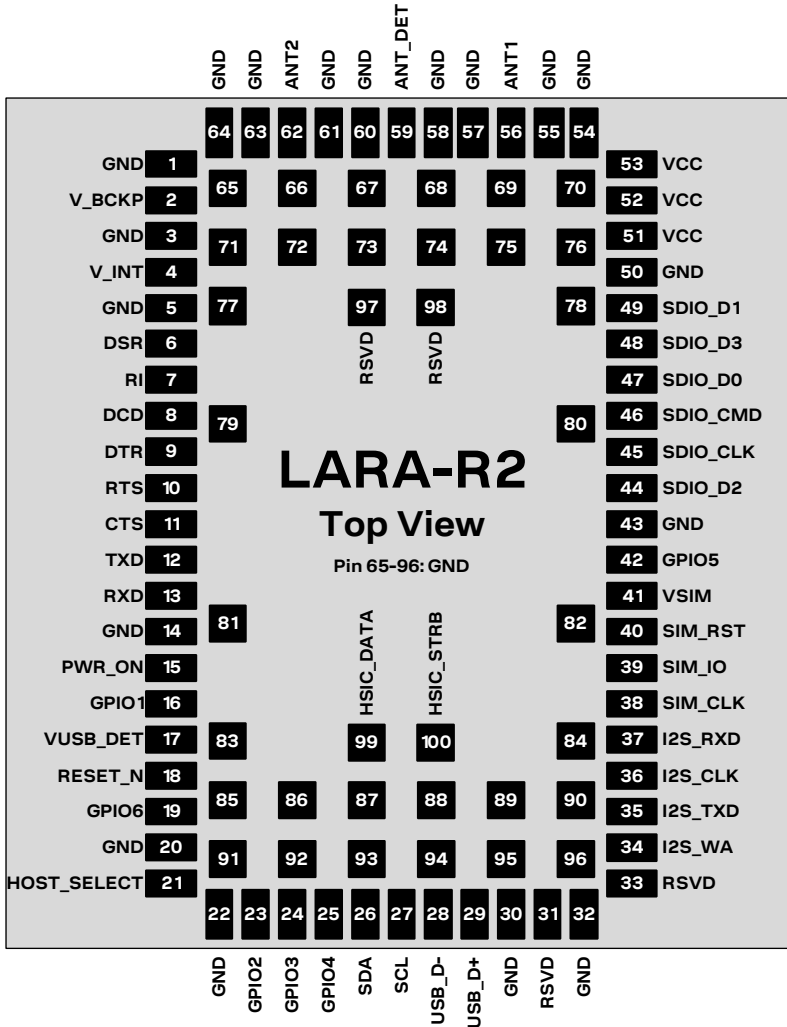 GND GND ANT2 GND GND ANT_DET GND GND ANT1 GND GND
64 63 62 61 60 59 58 57 56 55 54
GND 1 53 VCC
65 66 67 68 69 70
V_BCKP 2 52 VCC
GND 3 51 VCC
71 72 73 74 75 76
V_INT 4 50 GND
GND 5 77 97 98 78 49 SDIO_D1
RSVD RSVD
DSR 6 48 SDIO_D3
RI 7 47 SDIO_D0
DCD 8 46 SDIO_CMD
79 80
DTR 9 45 SDIO_CLK
LARA-R2
RTS 10 44 SDIO_D2
CTS 11 43 GND
Top View
TXD 12 42 GPIO5
Pin 65-96: GND
RXD 13 41 VSIM
GND 14 81 82 40 SIM_RST
HSIC_DATA HSIC_STRB
PWR_ON 15 39 SIM_IO
GPIO1 16 38 SIM_CLK
VUSB_DET 17 83 99 100 84 37 I2S_RXD
RESET_N 18 36 I2S_CLK
85 86 87 88 89 90
GPIO6 19 35 I2S_TXD
GND 20 34 I2S_WA
91 92 93 94 95 96
HOST_SELECT 21 33 RSVD
22 23 24 25 26 27 28 29 30 31 32
GND GPIO2 GPIO3 GPIO4 SDA SCL USB_D- USB_D+ GND RSVD GND